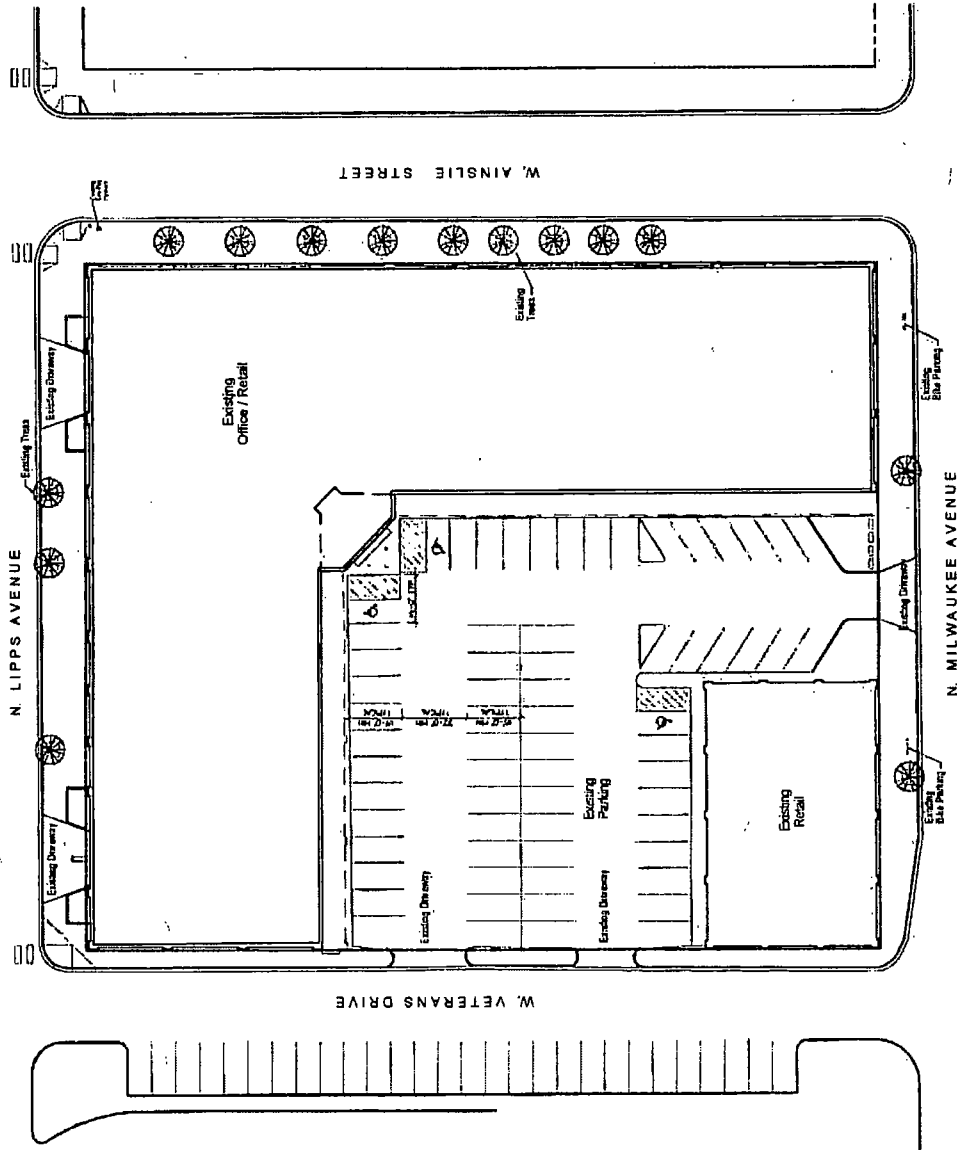 W. AINSLIE STREET
Existing
Trees
Existing Trees
Existing Driveway
N. LIPPS AVENUE
Existing
Office / Retail
Existing
Bike Parking
N. MILWAUKEE AVENUE
Existing Driveway
Existing
Parking
Existing
Retail
Existing
Bike Parking
Existing Driveway
Existing Driveway
Existing Driveway
W. VETERANS DRIVE